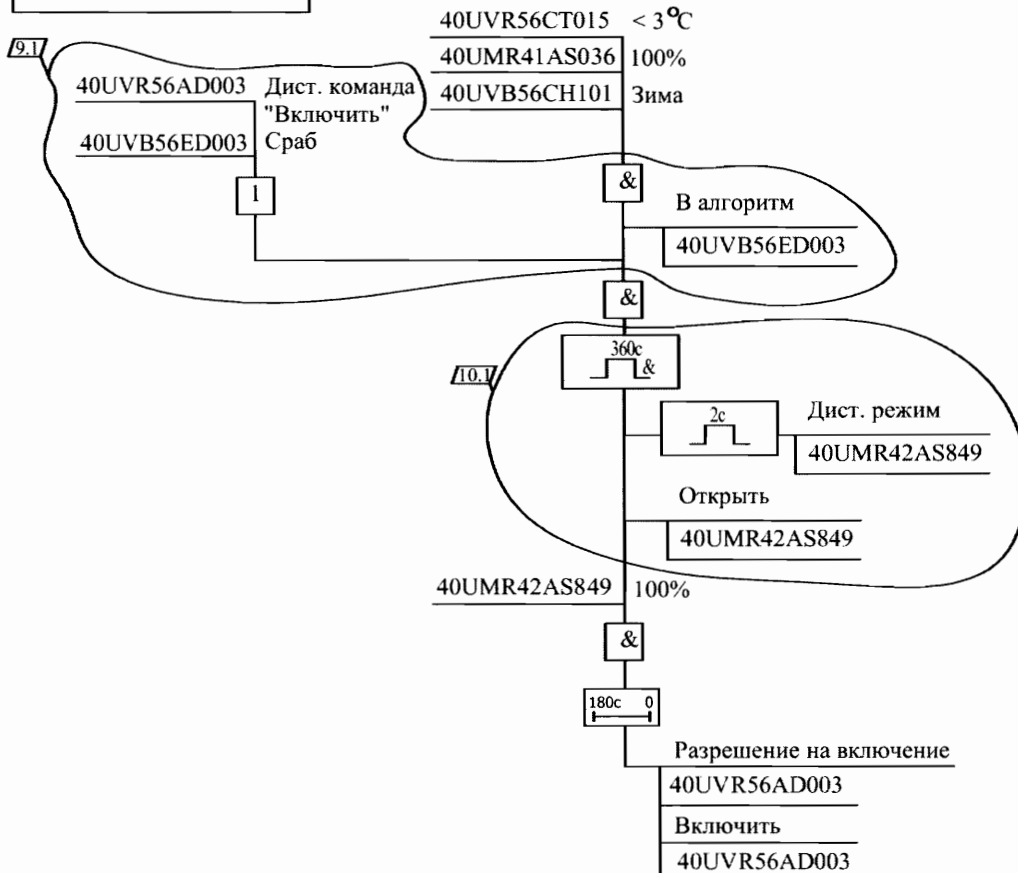 40UVR56CT015 < 3°C
9.1
40UMR41AS036 100%
40UVR56AD003 Дист. команда
"Включить"
40UVB56CH101 Зима
40UVB56ED003 Сраб
1
&
В алгоритм
40UVB56ED003
&
360с
&
10.1
2с
Дист. режим
40UMR42AS849
Открыть
40UMR42AS849
40UMR42AS849 100%
&
180с 0
Разрешение на включение
40UVR56AD003
Включить
40UVR56AD003